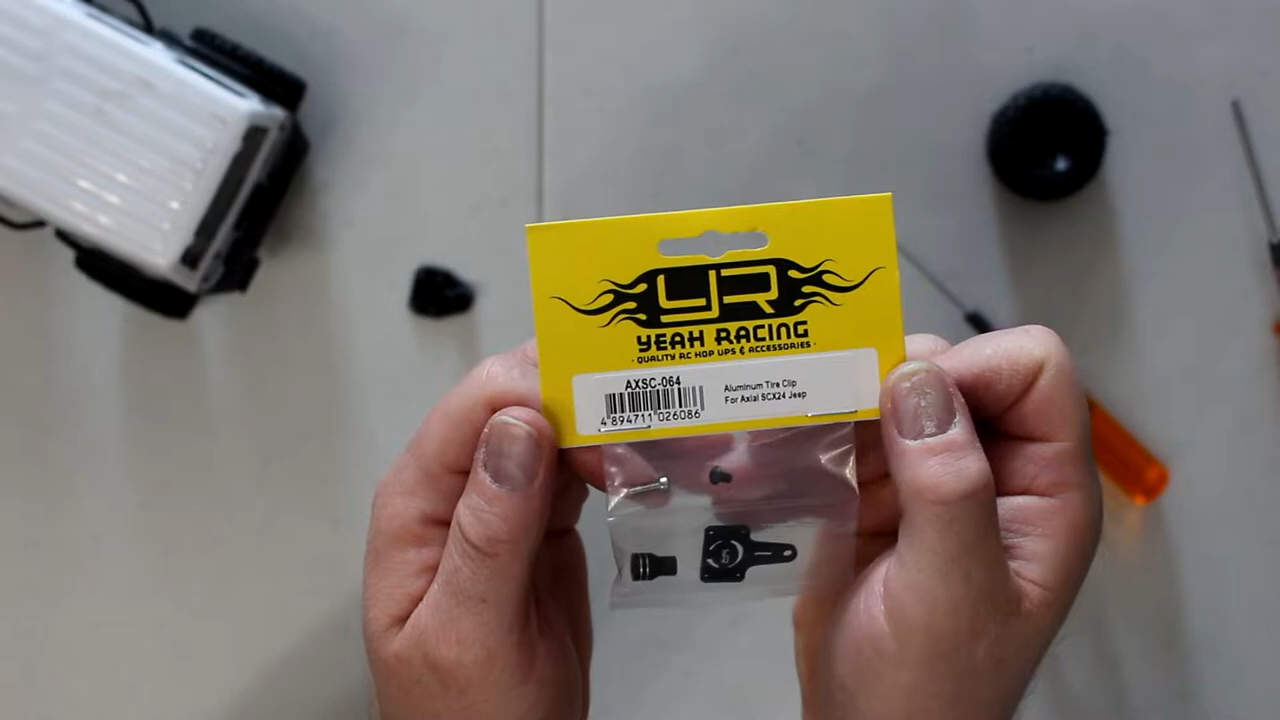 YR
YEAH RACING
· QUALITY RC HOP UPS & ACCESSORIES ·
AXSC-064
Aluminum Tire Clip
For Axial SCX24 Jeep
4 894711 026086